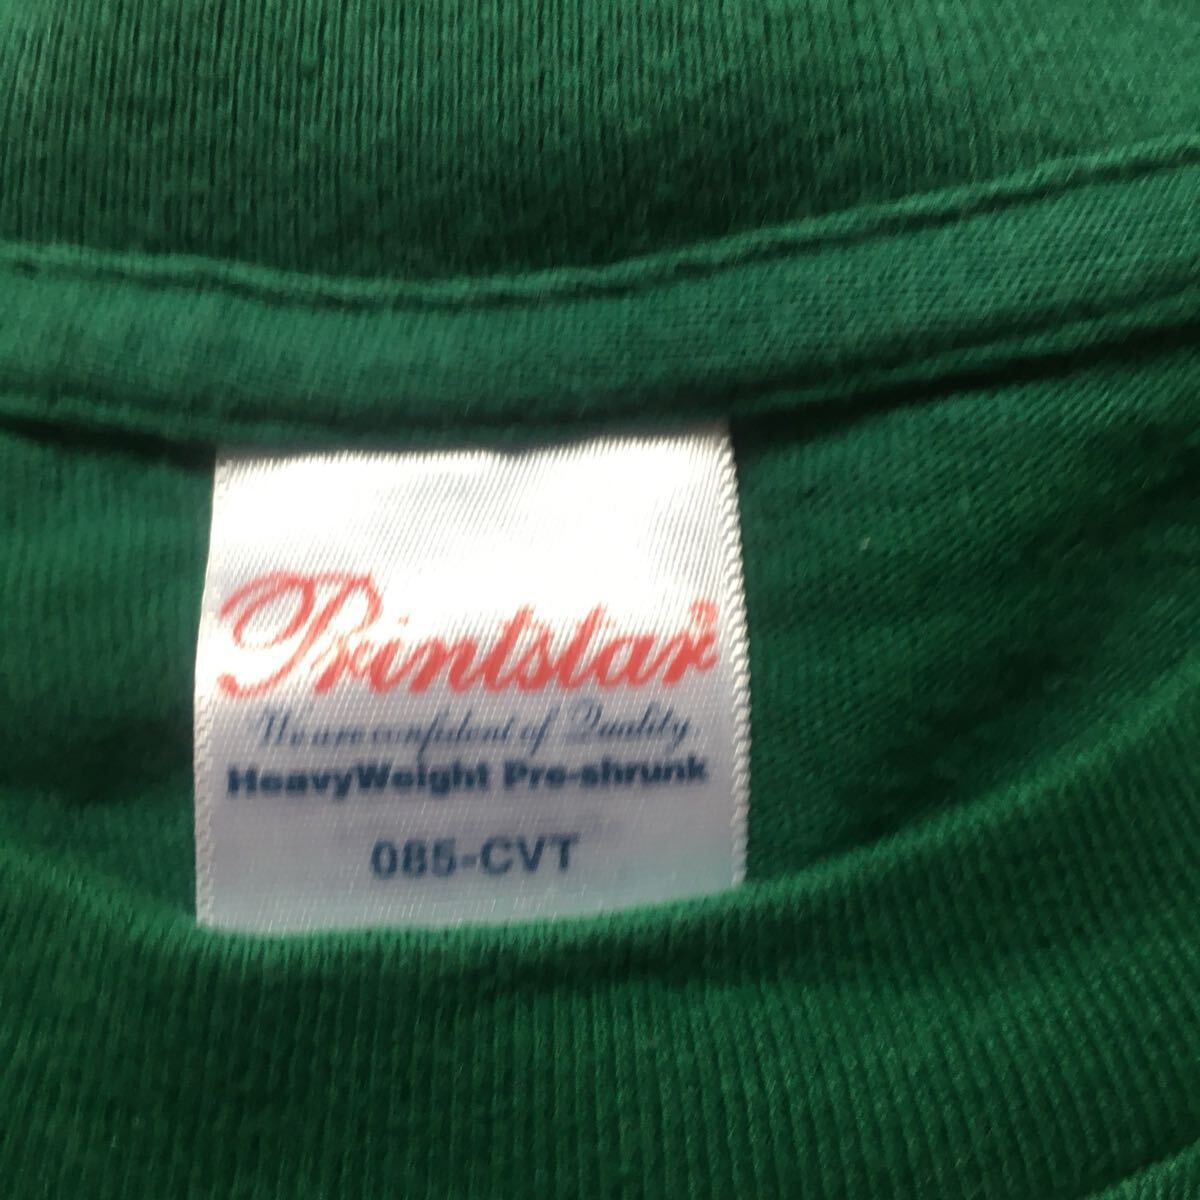 Printstar®
We are confident of Quality.
HeavyWeight Pre-shrunk
085-CVT